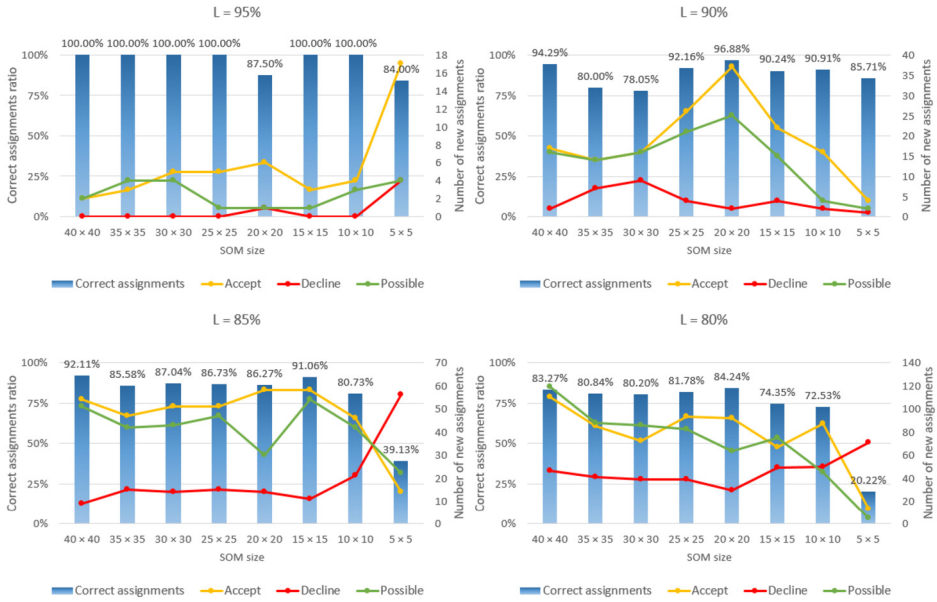 L = 95%
100.00% 100.00% 100.00% 100.00% 87.50% 100.00% 100.00% 84.00%
Correct assignments ratio
100%
75%
50%
25%
0%
18
16
14
12
10
8
6
4
2
0
Number of new assignments
40 × 40 35 × 35 30 × 30 25 × 25 20 × 20 15 × 15 10 × 10 5 × 5
SOM size
Correct assignments Accept Decline Possible
L = 90%
94.29% 80.00% 78.05% 92.16% 96.88% 90.24% 90.91% 85.71%
Correct assignments ratio
100%
75%
50%
25%
0%
40
35
30
25
20
15
10
5
0
Number of new assignments
40 × 40 35 × 35 30 × 30 25 × 25 20 × 20 15 × 15 10 × 10 5 × 5
SOM size
Correct assignments Accept Decline Possible
L = 85%
92.11% 85.58% 87.04% 86.73% 86.27% 91.06% 80.73% 39.13%
Correct assignments ratio
100%
75%
50%
25%
0%
70
60
50
40
30
20
10
0
Number of new assignments
40 × 40 35 × 35 30 × 30 25 × 25 20 × 20 15 × 15 10 × 10 5 × 5
SOM size
Correct assignments Accept Decline Possible
L = 80%
83.27% 80.84% 80.20% 81.78% 84.24% 74.35% 72.53% 20.22%
Correct assignments ratio
100%
75%
50%
25%
0%
140
120
100
80
60
40
20
0
Number of new assignments
40 × 40 35 × 35 30 × 30 25 × 25 20 × 20 15 × 15 10 × 10 5 × 5
SOM size
Correct assignments Accept Decline Possible